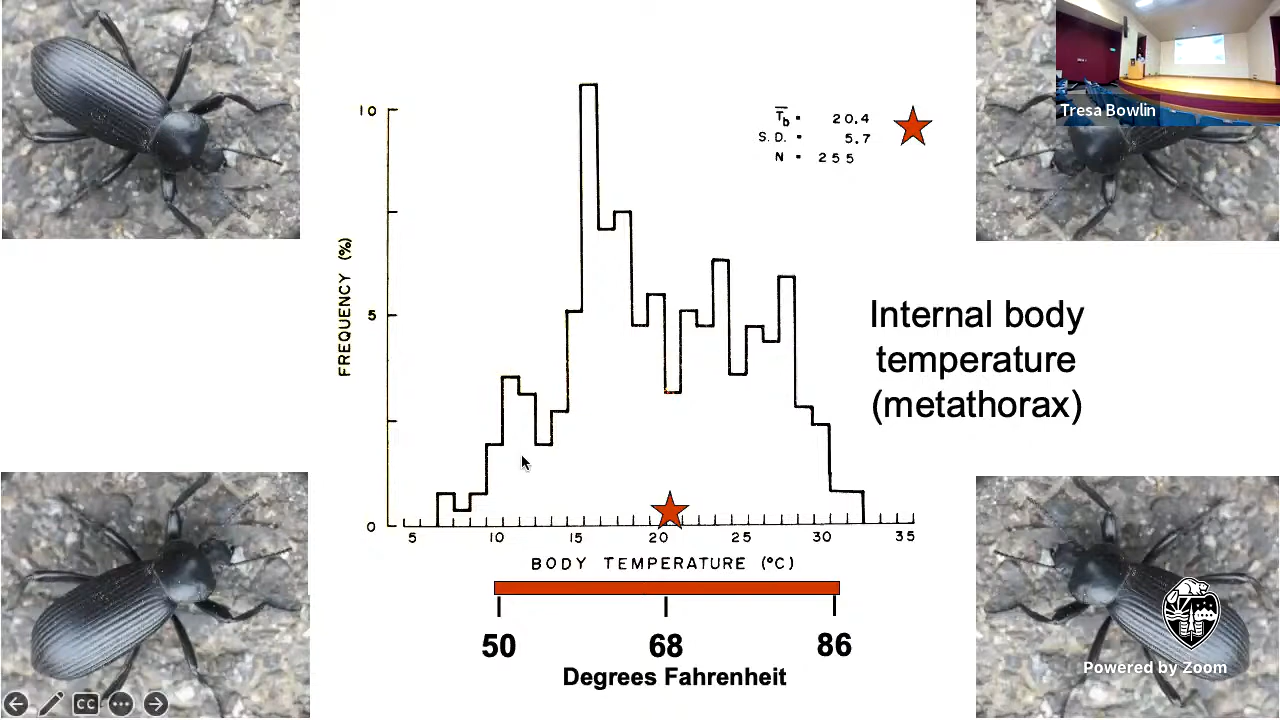 Tresa Bowlin
10
5
0
FREQUENCY (%)
T̅b = 20.4
S.D. = 5.7
N = 255
Internal body
temperature
(metathorax)
5 10 15 20 25 30 35
BODY TEMPERATURE (°C)
50 68 86
Degrees Fahrenheit
Powered by Zoom
CC